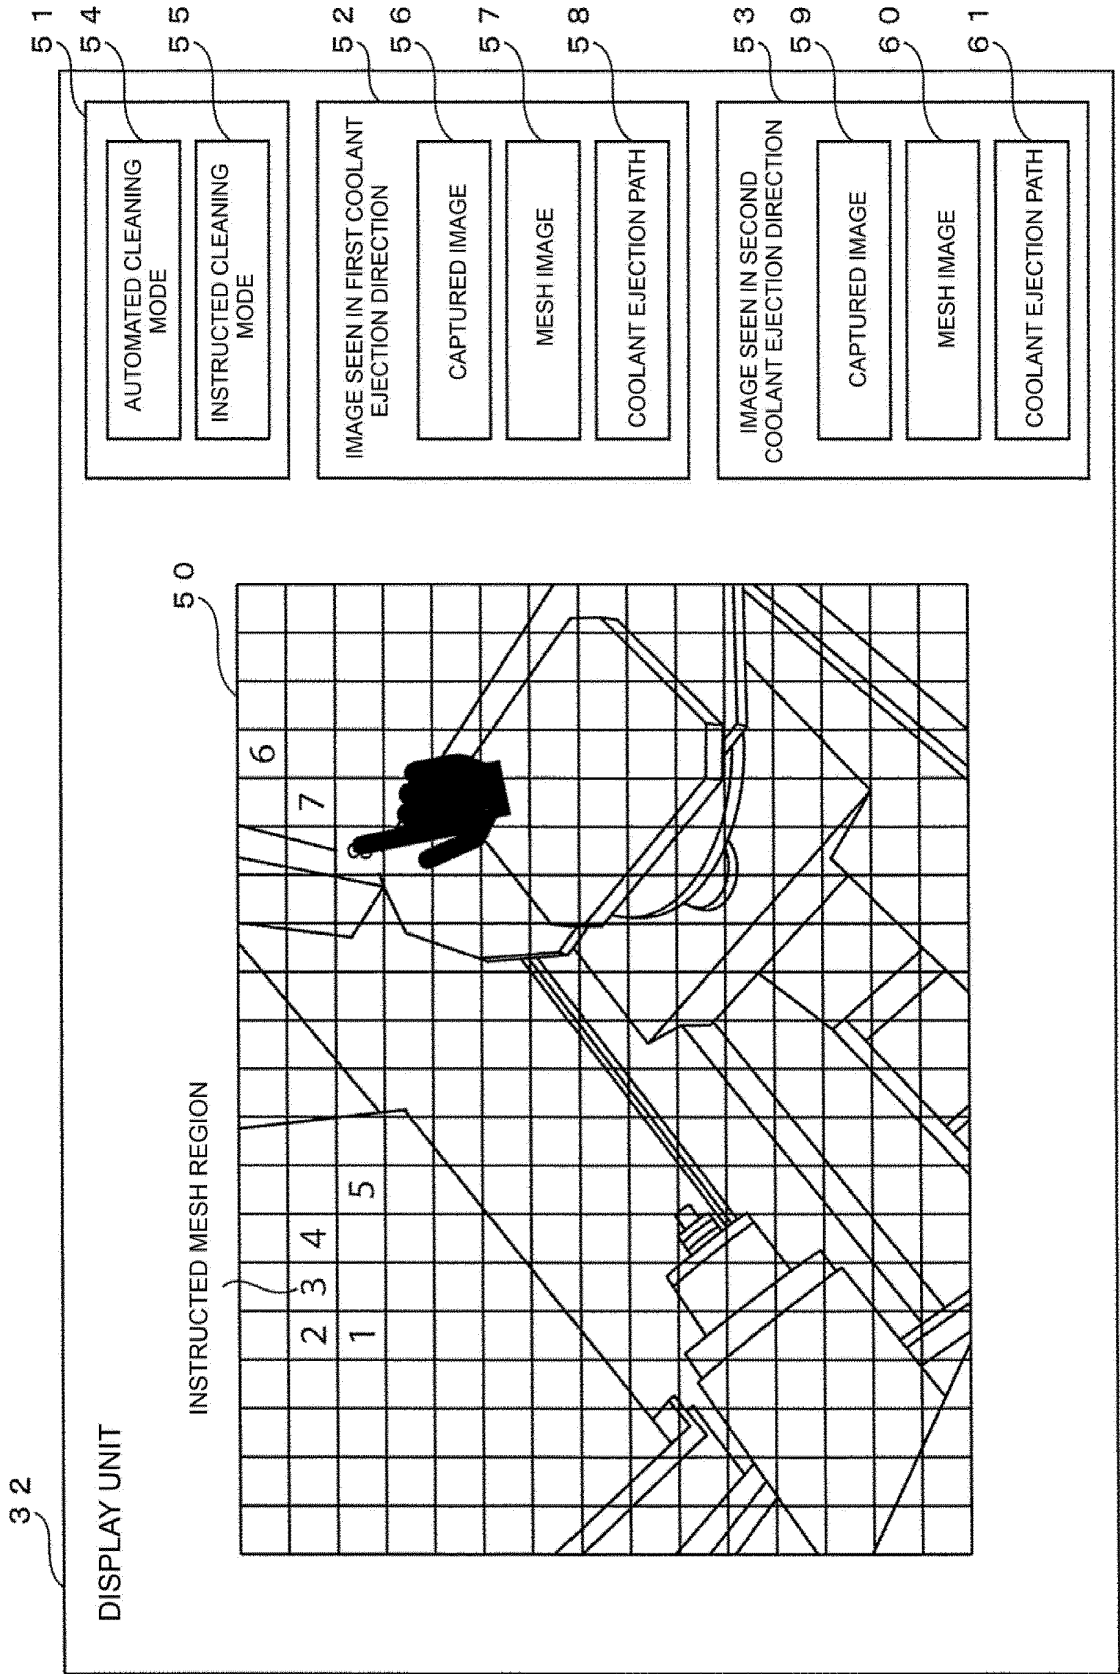 32
DISPLAY UNIT
50
INSTRUCTED MESH REGION
1
2
3
4
5
6
7
8
51
54
AUTOMATED CLEANING
MODE
55
INSTRUCTED CLEANING
MODE
52
IMAGE SEEN IN FIRST COOLANT
EJECTION DIRECTION
56
CAPTURED IMAGE
57
MESH IMAGE
58
COOLANT EJECTION PATH
53
IMAGE SEEN IN SECOND
COOLANT EJECTION DIRECTION
59
CAPTURED IMAGE
60
MESH IMAGE
61
COOLANT EJECTION PATH